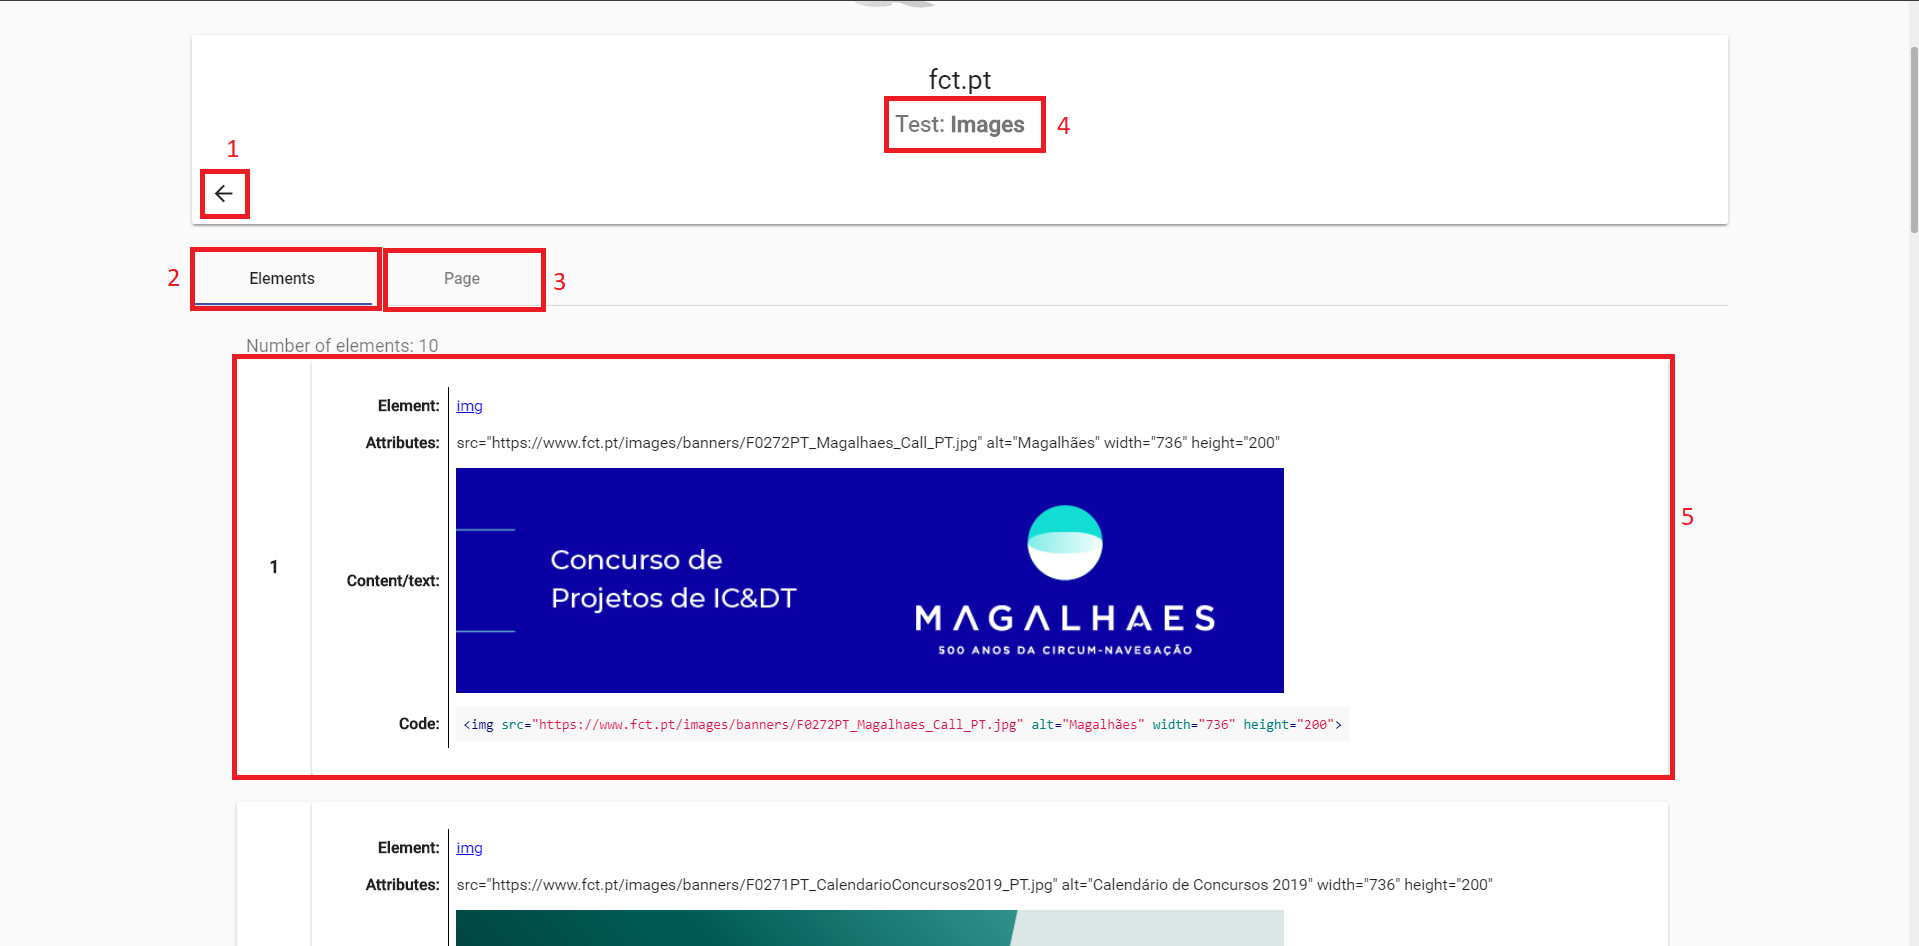 fct.pt
Test: Images
4
1
2
Elements
Page
3
Number of elements: 10
Element: img
Attributes: src="https://www.fct.pt/images/banners/F0272PT_Magalhaes_Call_PT.jpg" alt="Magalhães" width="736" height="200"
5
1
Content/text:
Concurso de
Projetos de IC&DT
MAGALHAES
500 ANOS DA CIRCUM-NAVEGAÇÃO
Code: <img src="https://www.fct.pt/images/banners/F0272PT_Magalhaes_Call_PT.jpg" alt="Magalhães" width="736" height="200">
Element: img
Attributes: src="https://www.fct.pt/images/banners/F0271PT_CalendarioConcursos2019_PT.jpg" alt="Calendário de Concursos 2019" width="736" height="200"